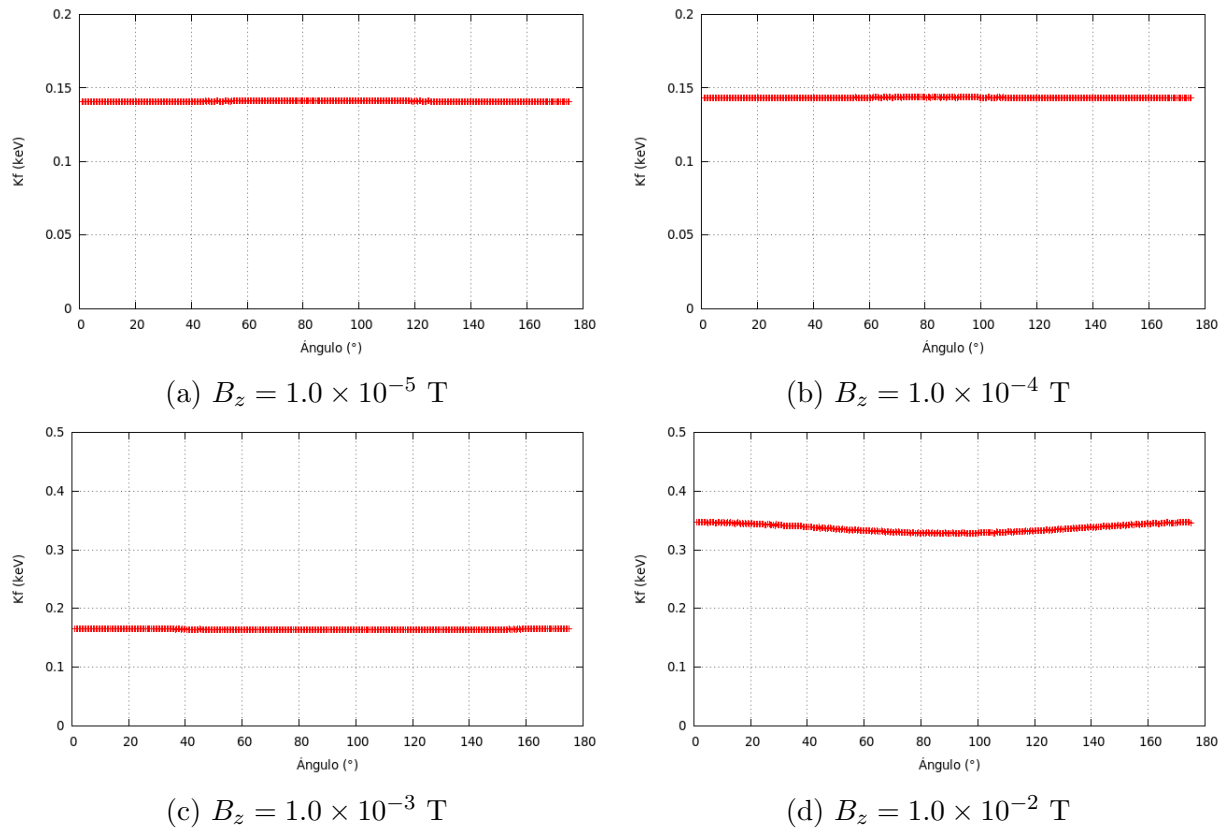 0.2
0.15
0.1
0.05
0
Kf (keV)
0 20 40 60 80 100 120 140 160 180
Ángulo (°)
(a) $B_z = 1.0 × 10^{-5}$ T
0.2
0.15
0.1
0.05
0
Kf (keV)
0 20 40 60 80 100 120 140 160 180
Ángulo (°)
(b) $B_z = 1.0 × 10^{-4}$ T
0.5
0.4
0.3
0.2
0.1
0
Kf (keV)
0 20 40 60 80 100 120 140 160 180
Ángulo (°)
(c) $B_z = 1.0 × 10^{-3}$ T
0.5
0.4
0.3
0.2
0.1
0
Kf (keV)
0 20 40 60 80 100 120 140 160 180
Ángulo (°)
(d) $B_z = 1.0 × 10^{-2}$ T